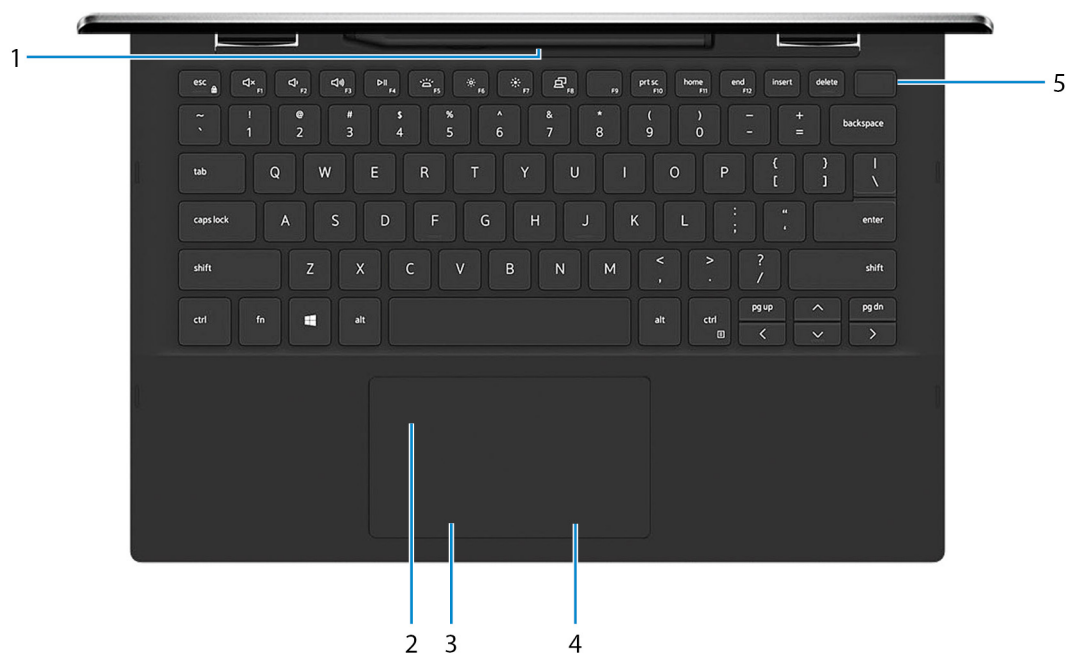 1
5
esc F1 F2 F3 F4 F5 F6 F7 F8 F9 prt sc F10 home F11 end F12 insert delete
~ ! @ # $ % ^ & * ( ) _ +
` 1 2 3 4 5 6 7 8 9 0 - = backspace
tab Q W E R T Y U I O P { [ } ] | \
caps lock A S D F G H J K L : ; " ' enter
shift Z X C V B N M < , > . ? / shift
ctrl fn alt alt ctrl pg up pg dn
2 3 4